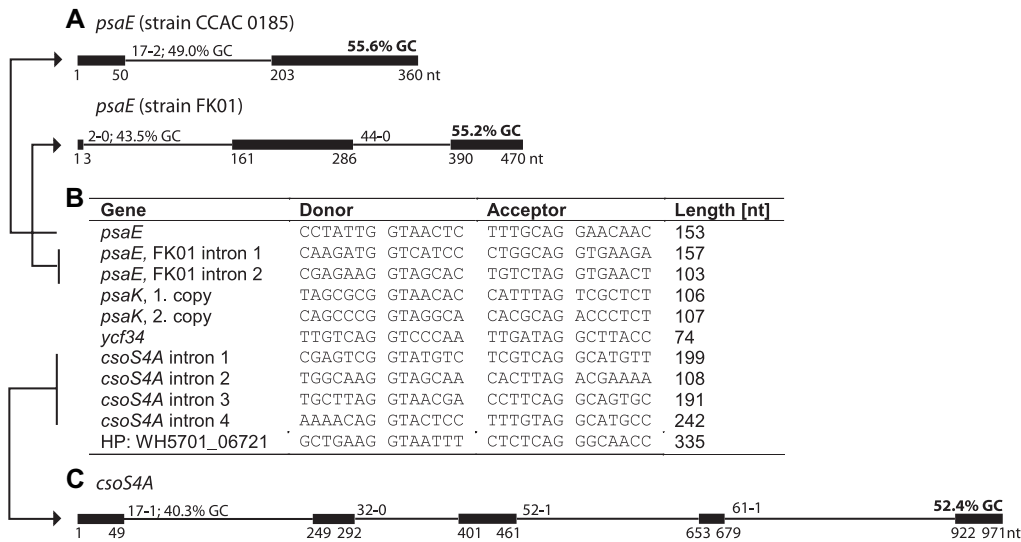 A psaE (strain CCAC 0185)
17-2; 49.0% GC 55.6% GC
1 50 203 360 nt
psaE (strain FK01)
2-0; 43.5% GC 44-0 55.2% GC
1 3 161 286 390 470 nt
B
Gene Donor Acceptor Length [nt]
psaE CCTATTG GTAACTC TTTGCAG GAACAAC 153
psaE, FK01 intron 1 CAAGATG GTCATCC CTGGCAG GTGAAGA 157
psaE, FK01 intron 2 CGAGAAG GTAGCAC TGTCTAG GTGAACT 103
psaK, 1. copy TAGCGCG GTAACAC CATTTAG TCGCTCT 106
psaK, 2. copy CAGCCCG GTAGGCA CACGCAG ACCCTCT 107
ycf34 TTGTCAG GTCCCAA TTGATAG GCTTACC 74
csoS4A intron 1 CGAGTCG GTATGTC TCGTCAG GCATGTT 199
csoS4A intron 2 TGGCAAG GTAGCAA CACTTAG ACGAAAA 108
csoS4A intron 3 TGCTTAG GTAACGA CCTTCAG GCAGTGC 191
csoS4A intron 4 AAAACAG GTACTCC TTTGTAG GCATGCC 242
HP: WH5701_06721 GCTGAAG GTAATTT CTCTCAG GGCAACC 335
C csoS4A
17-1; 40.3% GC 32-0 52-1 61-1 52.4% GC
1 49 249 292 401 461 653 679 922 971 nt